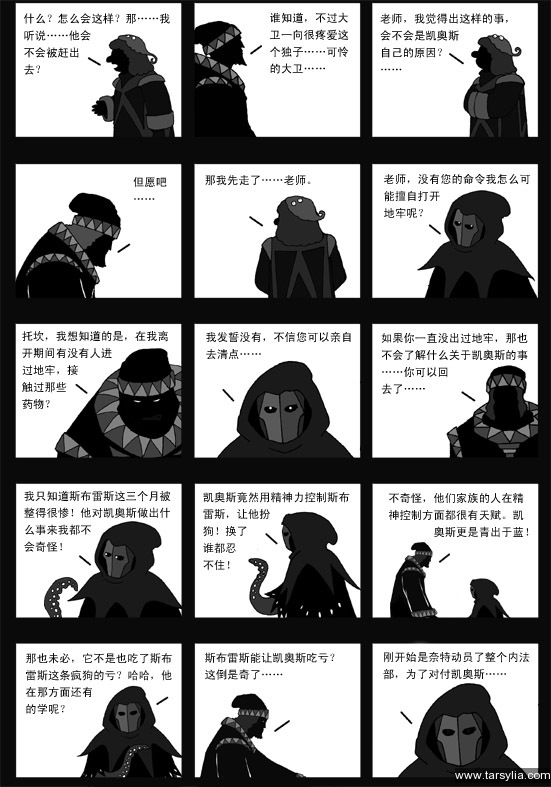 什么？怎么会这样？那……我
听说……他会
不会被赶出
去？
谁知道，不过大
卫一向很疼爱这
个独子……可怜
的大卫……
老师，我觉得出这样的事，
会不会是凯奥斯
自己的原因？
……
但愿吧
……
那我先走了……老师。
老师，没有您的命令我怎么可
能擅自打开
地牢呢？
托坎，我想知道的是，在我离
开期间有没有人进
过地牢，接
触过那些
药物？
我发誓没有，不信您可以亲自
去清点……
如果你一直没出过地牢，那也
不会了解什么关于凯奥斯的事
……你可以回
去了……
我只知道斯布雷斯这三个月被
整得很惨！他对凯奥斯做出什
么事来我都不
会奇怪！
凯奥斯竟然用精神力控制斯布
雷斯，让他扮
狗！换了
谁都忍
不住！
不奇怪，他们家族的人在精
神控制方面都很有天赋。凯
奥斯更是青出于蓝！
那也未必，它不是也吃了斯布
雷斯这条疯狗的亏？哈哈，他
在那方面还有
的学呢？
斯布雷斯能让凯奥斯吃亏？
这倒是奇了……
刚开始是奈特动员了整个内法
部，为了对付凯奥斯……
www.tarsylia.com